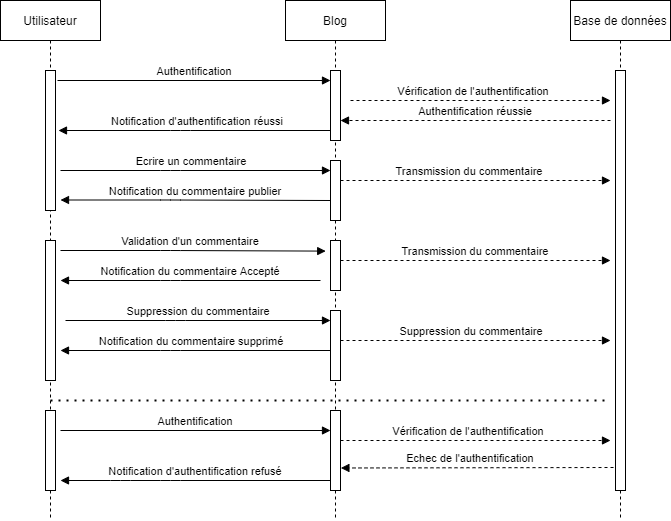 Utilisateur
Blog
Base de données
Authentification
Vérification de l'authentification
Authentification réussie
Notification d'authentification réussi
Ecrire un commentaire
Transmission du commentaire
Notification du commentaire publier
Validation d'un commentaire
Transmission du commentaire
Notification du commentaire Accepté
Suppression du commentaire
Suppression du commentaire
Notification du commentaire supprimé
Authentification
Vérification de l'authentification
Echec de l'authentification
Notification d'authentification refusé